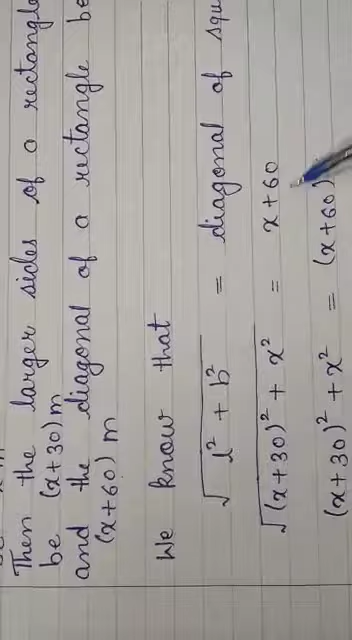 Then the larger sides of a rectangle
be (x+30)m
and the diagonal of a rectangle be
(x+60) m
We know that
√l² + b² = diagonal of squ
√(x+30)² + x² = x+60
(x+30)² + x² = (x+60)